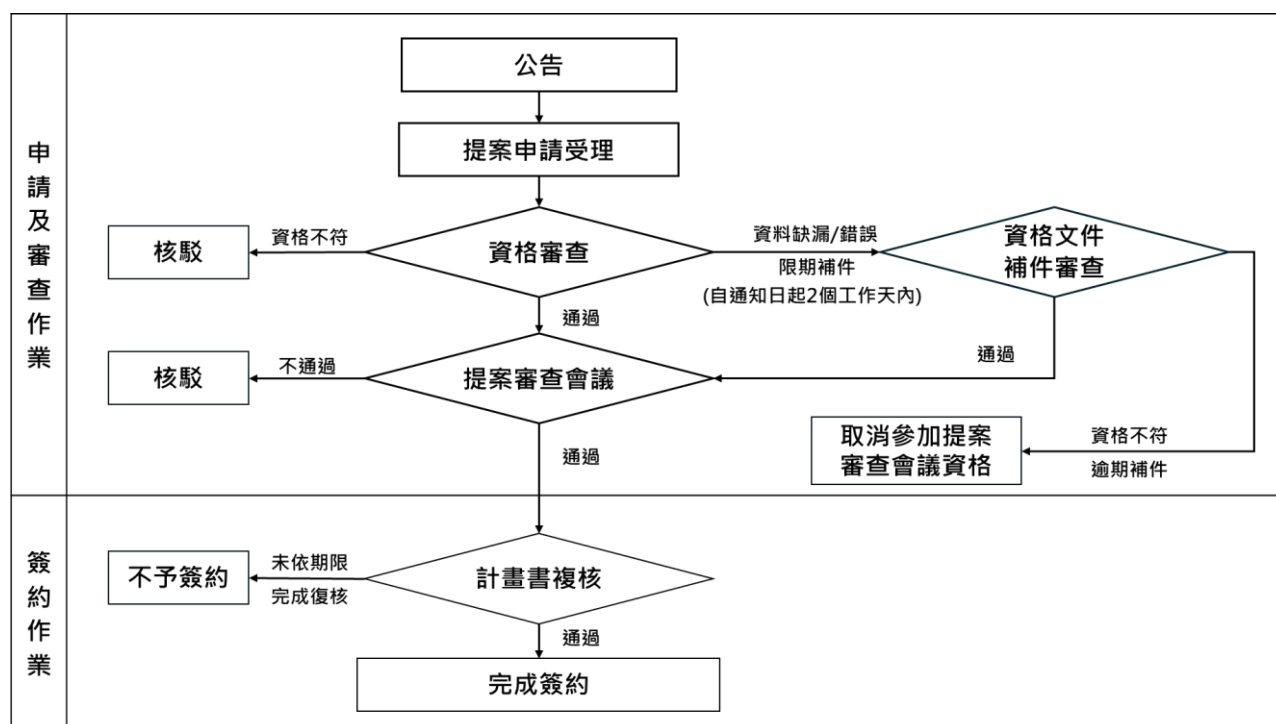 申請及審查作業
公告
提案申請受理
核駁
資格不符
資格審查
資料缺漏/錯誤
限期補件
(自通知日起2個工作天內)
資格文件
補件審查
通過
核駁
不通過
提案審查會議
通過
取消參加提案
審查會議資格
資格不符
逾期補件
通過
簽約作業
不予簽約
未依期限
完成復核
計畫書複核
通過
完成簽約